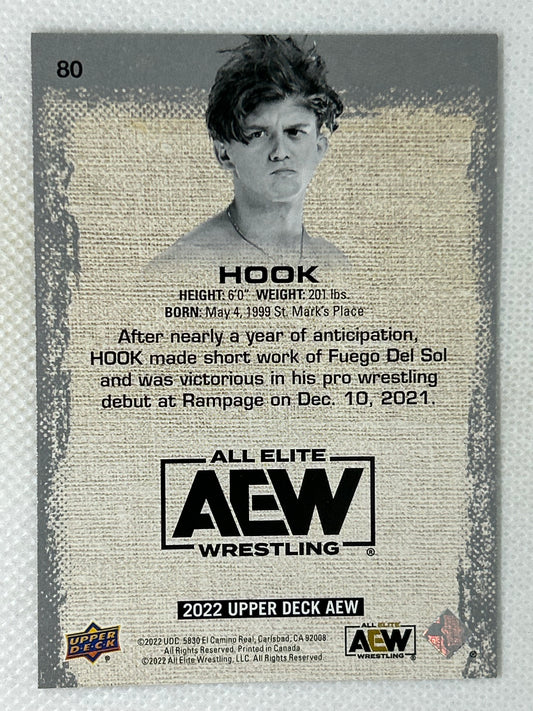 80
HOOK
HEIGHT: 6'0" WEIGHT: 201 lbs.
BORN: May 4, 1999 St. Mark's Place
After nearly a year of anticipation,
HOOK made short work of Fuego Del Sol
and was victorious in his pro wrestling
debut at Rampage on Dec. 10, 2021.
ALL ELITE
AEW
WRESTLING
®
2022 UPPER DECK AEW
UPPER
DECK
®
©2022 UDC. 5830 El Camino Real, Carlsbad, CA 92008
All Rights Reserved. Printed in Canada
©2022 All Elite Wrestling, LLC. All Rights Reserved.
ALL ELITE
AEW
WRESTLING